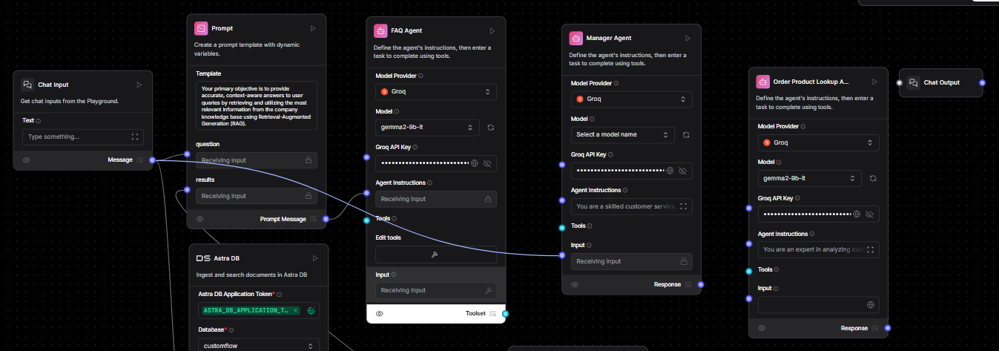 Chat Input
Get chat inputs from the Playground.
Text
Type something...
Message
Prompt
Create a prompt template with dynamic
variables.
Template
Your primary objective is to provide
accurate, context-aware answers to user
queries by retrieving and utilizing the most
relevant information from the company
knowledge base using Retrieval-Augmented
Generation (RAG).
question
Receiving input
results
Receiving input
Prompt Message
Astra DB
Ingest and search documents in Astra DB
Astra DB Application Token*
ASTRA_DB_APPLICATION_T...
Database*
customflow
FAQ Agent
Define the agent's instructions, then enter a
task to complete using tools.
Model Provider
Groq
Model
gemma2-9b-it
Groq API Key
Agent Instructions
Receiving input
Tools
Edit tools
Input
Receiving input
Toolset
Manager Agent
Define the agent's instructions, then enter a
task to complete using tools.
Model Provider
Groq
Model
Select a model name
Groq API Key
Agent Instructions
You are a skilled customer service
Tools
Input
Receiving input
Response
Order Product Lookup A...
Define the agent's instructions, then enter a
task to complete using tools.
Model Provider
Groq
Model
gemma2-9b-it
Groq API Key
Agent Instructions
You are an expert in analyzing cus
Tools
Input
Response
Chat Output